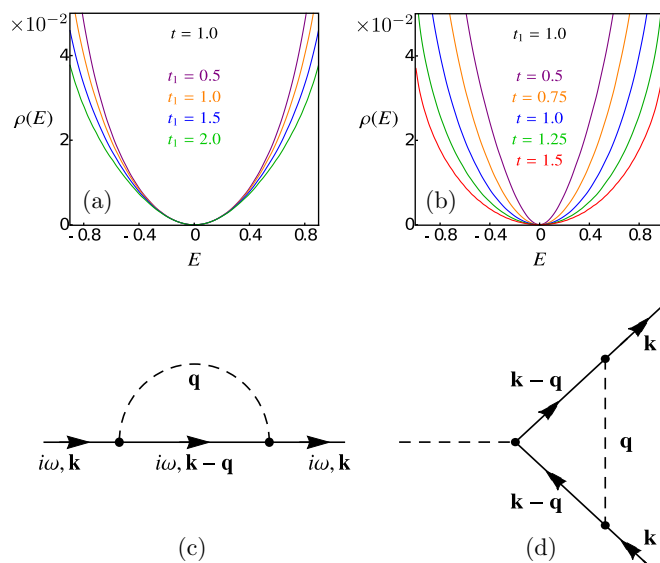 ×10⁻²
4
ρ(E)
2
0
t = 1.0
t₁ = 0.5
t₁ = 1.0
t₁ = 1.5
t₁ = 2.0
(a)
- 0.8 - 0.4 0 0.4 0.8
E
×10⁻²
4
ρ(E)
2
0
t₁ = 1.0
t = 0.5
t = 0.75
t = 1.0
t = 1.25
t = 1.5
(b)
- 0.8 - 0.4 0 0.4 0.8
E
q
iω, k iω, k − q iω, k
(c)
k
k − q
q
k − q
k
(d)